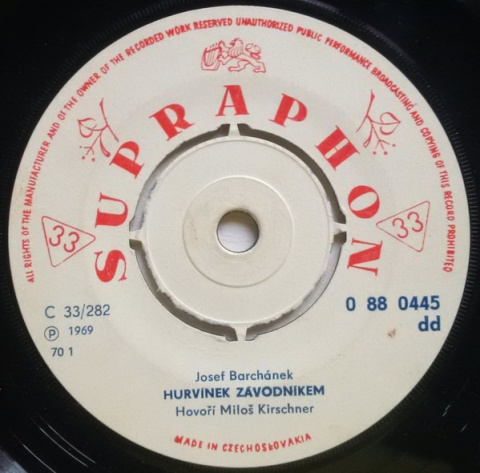 ALL RIGHTS OF THE MANUFACTURER AND OF THE OWNER OF THE RECORDED WORK RESERVED UNAUTHORIZED PUBLIC PERFORMANCE BROADCASTING AND COPYING OF THIS RECORD PROHIBITED
SUPRAPHON
33
33
C 33/282
Ⓟ 1969
70 1
0 88 0445
dd
Josef Barchánek
HURVÍNEK ZÁVODNÍKEM
Hovoří Miloš Kirschner
MADE IN CZECHOSLOVAKIA